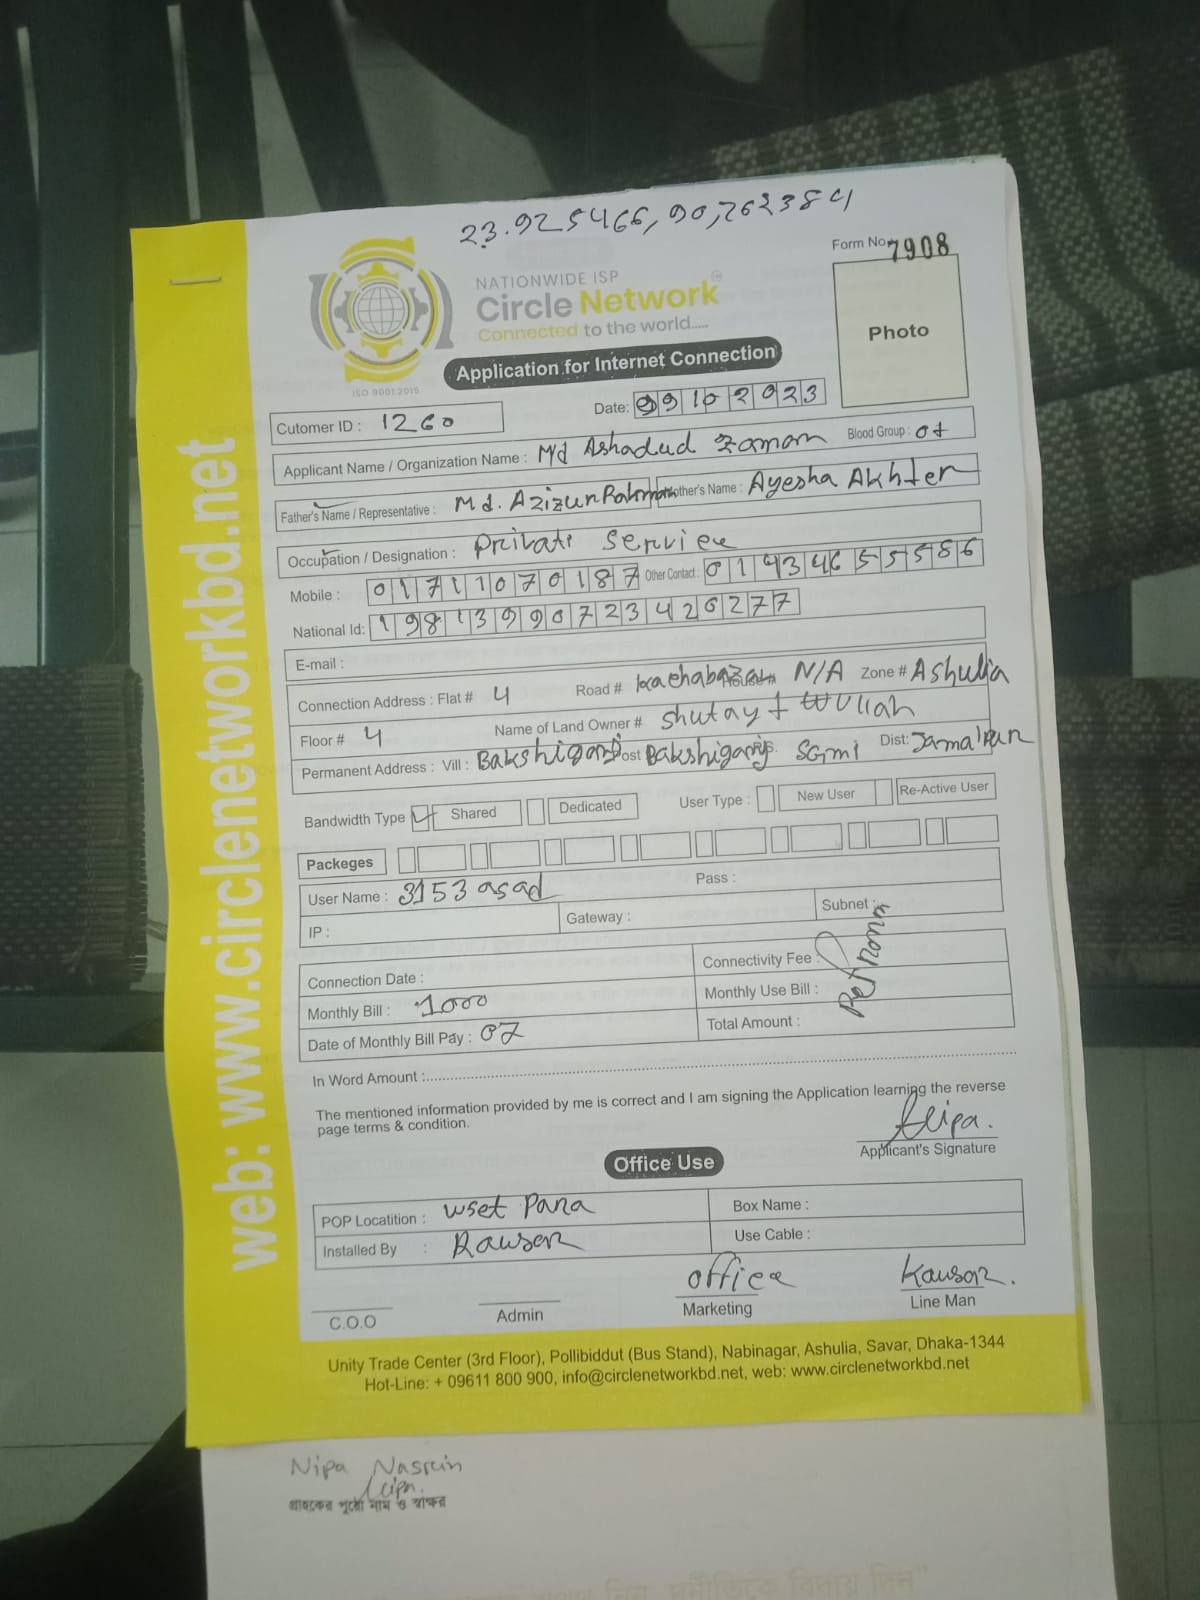 23.925466, 90,262384
Form No 7908
NATIONWIDE ISP
Circle Network
Connected to the world.....
ISO 9001:2015
Photo
Application for Internet Connection
Date: 09102023
Cutomer ID : 1260
Applicant Name / Organization Name : Md Ashadud Zaman Blood Group : O+
Father's Name / Representative : Md. Azizun Rahman Mother's Name : Ayesha Akhter
Occupation / Designation : Private Service
Mobile : 01711070187 Other Contact : 01434655586
National Id: 19813990723426277
E-mail :
Connection Address : Flat # 4 Road # kachabazar House # N/A Zone # Ashulia
Floor # 4 Name of Land Owner #
Permanent Address : Vill : Bakshiganj Post Bakshiganj Dist: Jamalpur
Bandwidth Type Shared Dedicated User Type : New User Re-Active User
Packeges
User Name : 3153 asad Pass :
IP : Gateway : Subnet :
Connection Date : Connectivity Fee :
Monthly Bill : 1000 Monthly Use Bill :
Date of Monthly Bill Pay : 07 Total Amount :
In Word Amount :
The mentioned information provided by me is correct and I am signing the Application learning the reverse
page terms & condition.
Nipa.
Applicant's Signature
Office Use
POP Locatition : wset Para Box Name :
Installed By : Kawsar Use Cable :
office Kawsar.
C.O.O Admin Marketing Line Man
Unity Trade Center (3rd Floor), Pollibiddut (Bus Stand), Nabinagar, Ashulia, Savar, Dhaka-1344
Hot-Line: + 09611 800 900, info@circlenetworkbd.net, web: www.circlenetworkbd.net
web: www.circlenetworkbd.net
Nipa Nasrein
Nipa.
গ্রাহকের পুরো নাম ও স্বাক্ষর